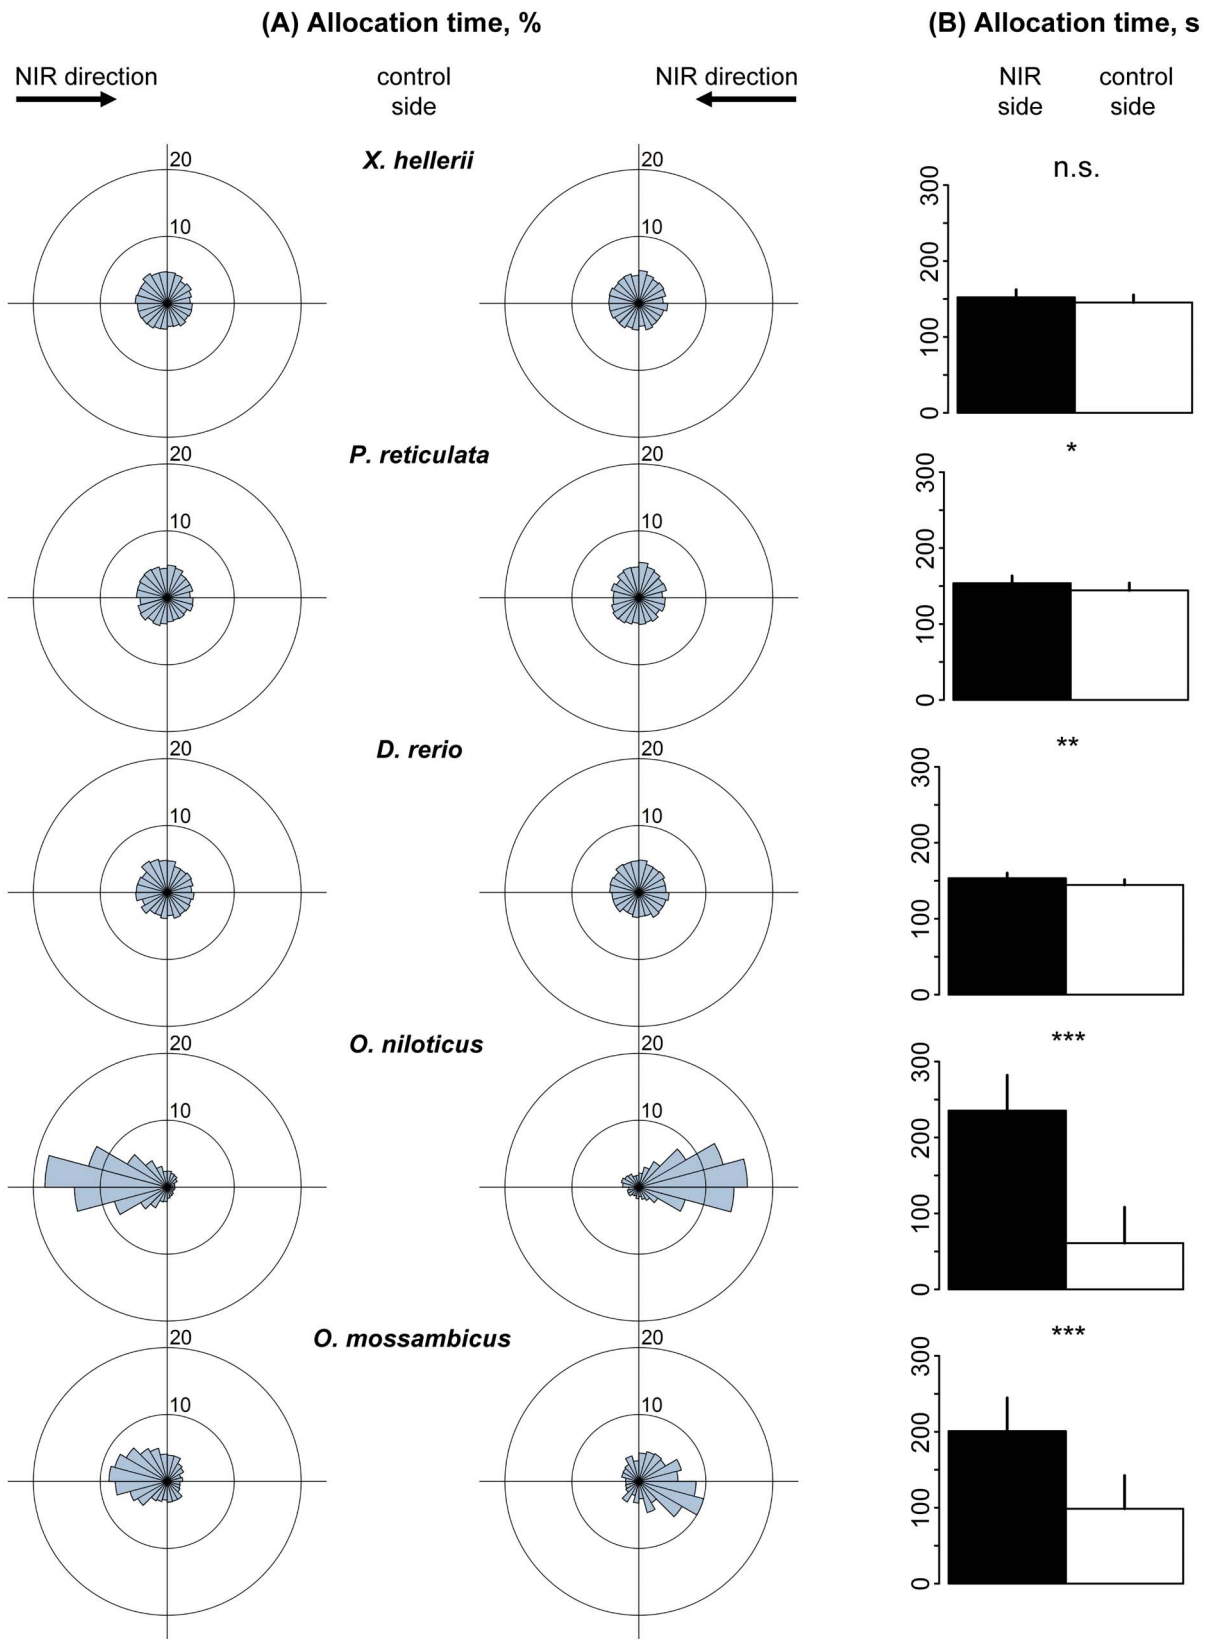 (A) Allocation time, %
(B) Allocation time, s
NIR direction
control
side
NIR direction
NIR
side
control
side
X. hellerii
20
10
20
10
n.s.
300
200
100
0
P. reticulata
20
10
20
10
*
300
200
100
0
D. rerio
20
10
20
10
**
300
200
100
0
O. niloticus
20
10
20
10
***
300
200
100
0
O. mossambicus
20
10
20
10
***
300
200
100
0